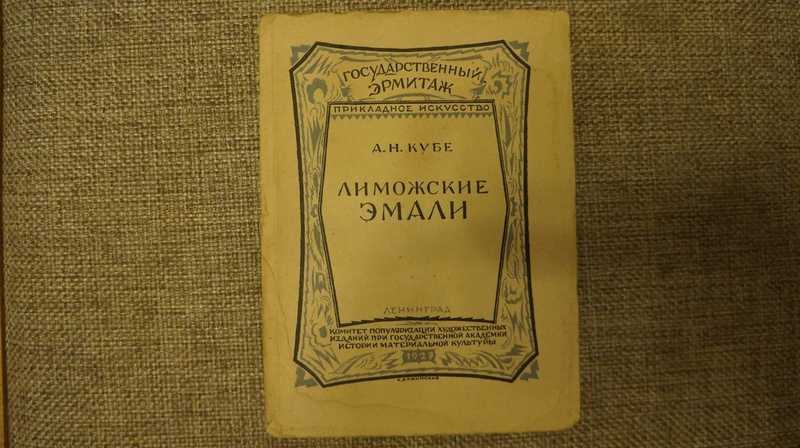 ГОСУДАРСТВЕННЫЙ
ЭРМИТАЖ
ПРИКЛАДНОЕ ИСКУССТВО
А.Н. КУБЕ
ЛИМОЖСКИЕ
ЭМАЛИ
ЛЕНИНГРАД
КОМИТЕТ ПОПУЛЯРИЗАЦИИ ХУДОЖЕСТВЕННЫХ
ИЗДАНИЙ ПРИ ГОСУДАРСТВЕННОЙ АКАДЕМИИ
ИСТОРИИ МАТЕРИАЛЬНОЙ КУЛЬТУРЫ